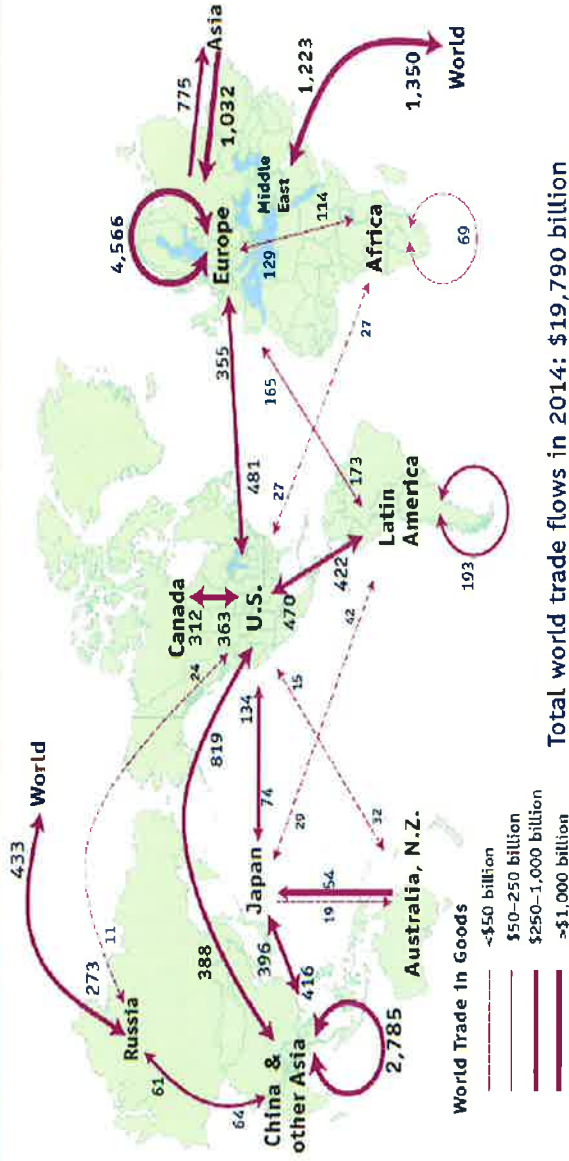 World
433
273
11
Russia
61
64
China &
other Asia
2,785
388
819
24
Canada
312
363
U.S.
470
422
481
355
Japan
396
416
74
134
19
54
Australia, N.Z.
32
15
29
42
Latin
America
193
173
165
27
27
4,566
Europe
775
1,032
Asia
Middle
East
129
114
1,223
1,350
World
Africa
69
World Trade in Goods
<$50 billion
$50–250 billion
$250–1,000 billion
>$1,000 billion
Total world trade flows in 2014: $19,790 billion